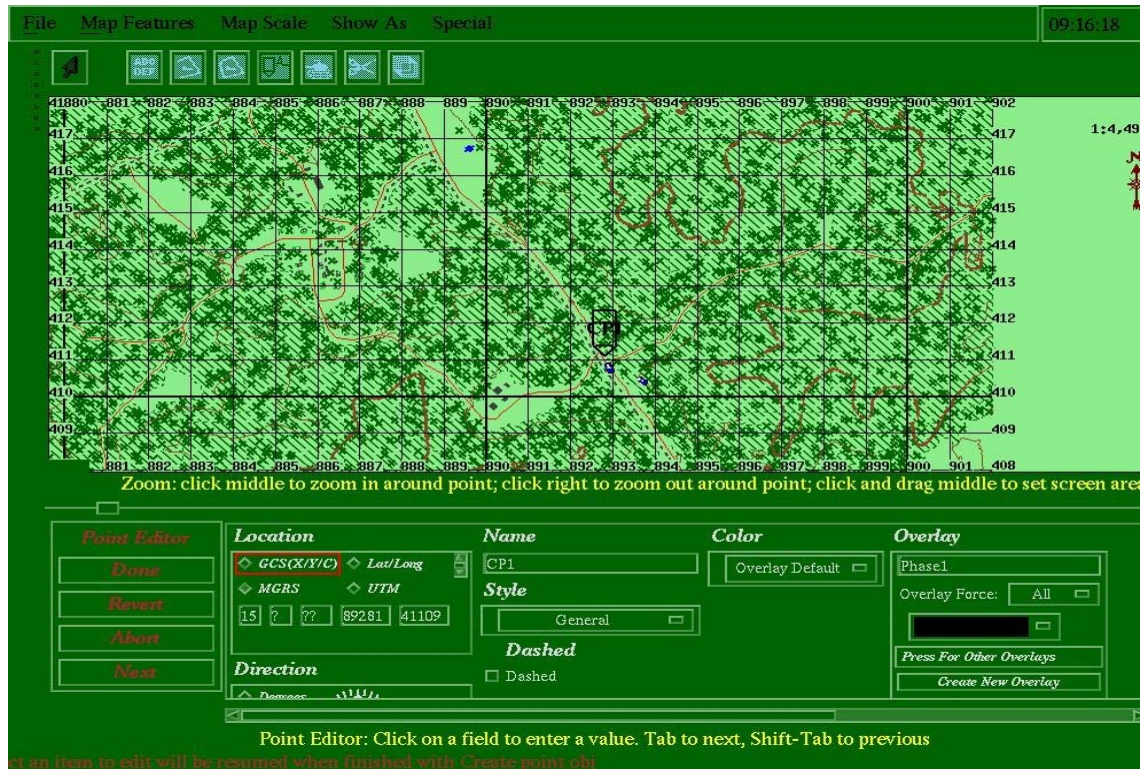 File Map Features Map Scale Show As Special 09:16:18
ABC DEF A
41880 881 882 883 884 885 886 887 888 889 890 891 892 893 894 895 896 897 898 899 900 901 902
417 417
1:4,49
N
416 416
415 415
414 414
413 413
412 412
P
411 411
410 410
409 409
881 882 883 884 885 886 887 888 889 890 891 892 893 894 895 896 897 898 899 900 901 408
Zoom: click middle to zoom in around point; click right to zoom out around point; click and drag middle to set screen area
Point Editor Location Name Color Overlay
Done GCS(X/Y/C) Lat/Long CP1 Overlay Default Phase1
MGRS UTM Style Overlay Force: All
Revert 15 ? ?? 89281 41109 General
Abort Dashed Press For Other Overlays
Next Direction Dashed Create New Overlay
Degrees
Point Editor: Click on a field to enter a value. Tab to next, Shift-Tab to previous
ct an item to edit will be resumed when finished with Create point obj